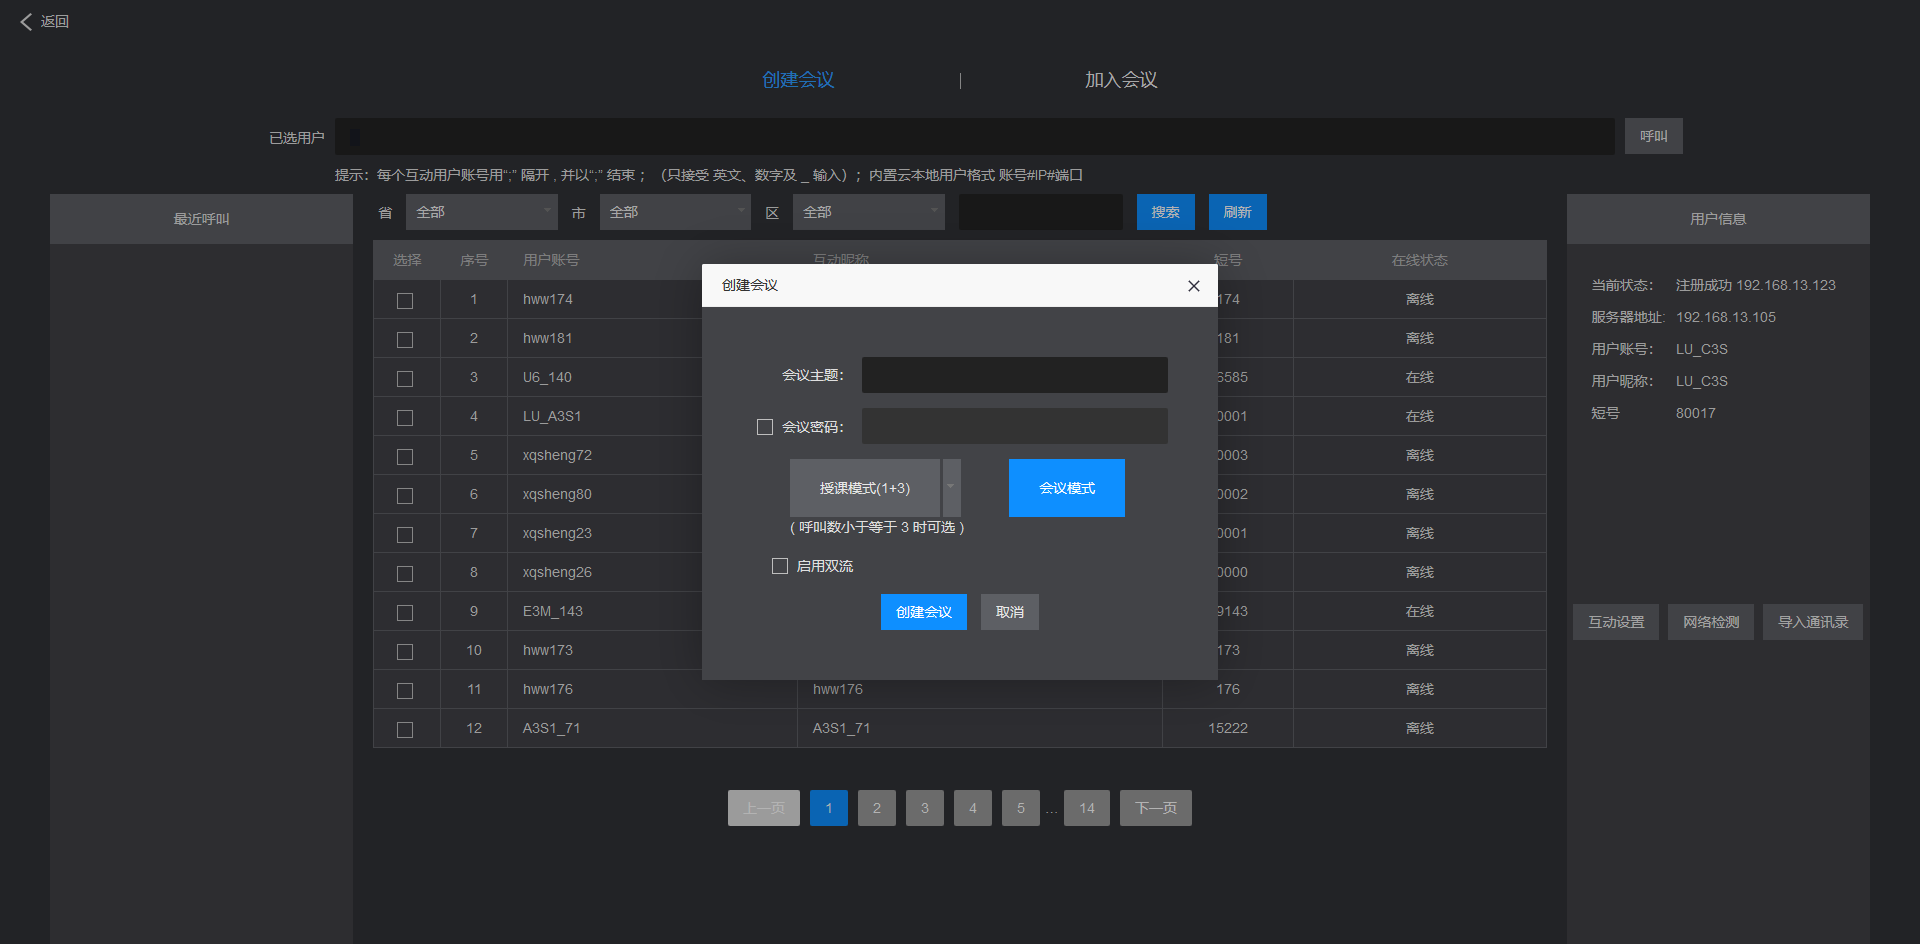 返回
创建会议 | 加入会议
已选用户 呼叫
提示：每个互动用户账号用“;” 隔开 , 并以“;” 结束 ； （只接受 英文、数字及 _ 输入）； 内置云本地用户格式 账号#IP#端口
最近呼叫
省 全部 市 全部 区 全部 搜索 刷新
选择 序号 用户账号 互动昵称 短号 在线状态
1 hww174 174 离线
2 hww181 181 离线
3 U6_140 6585 在线
4 LU_A3S1 0001 在线
5 xqsheng72 0003 离线
6 xqsheng80 0002 离线
7 xqsheng23 0001 离线
8 xqsheng26 0000 离线
9 E3M_143 9143 在线
10 hww173 173 离线
11 hww176 hww176 176 离线
12 A3S1_71 A3S1_71 15222 离线
上一页 1 2 3 4 5 ... 14 下一页
创建会议
会议主题：
会议密码：
授课模式(1+3) 会议模式
( 呼叫数小于等于 3 时可选 )
启用双流
创建会议 取消
用户信息
当前状态： 注册成功 192.168.13.123
服务器地址: 192.168.13.105
用户账号： LU_C3S
用户昵称： LU_C3S
短号 80017
互动设置 网络检测 导入通讯录